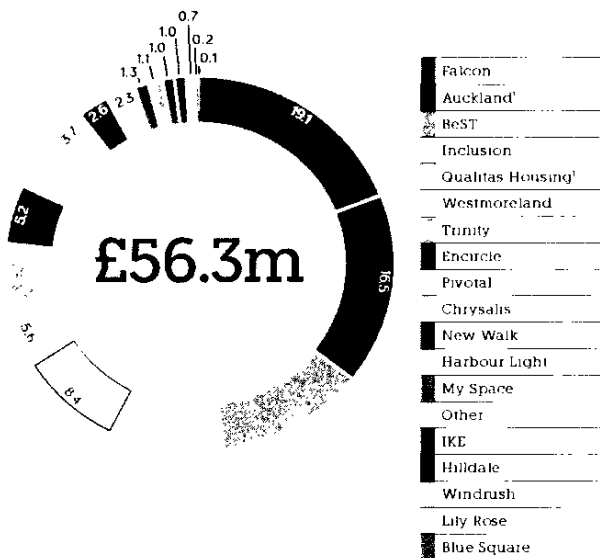 0.7
1.0
0.2
1.0
0.1
1.1
1.3
2.3
2.6
3.7
19.1
5.2
£56.3m
16.5
5.6
8.4
Falcon
Auckland¹
BeST
Inclusion
Qualitas Housing¹
Westmoreland
Trinity
Encircle
Pivotal
Chrysalis
New Walk
Harbour Light
My Space
Other
IKE
Hilldale
Windrush
Lily Rose
Blue Square